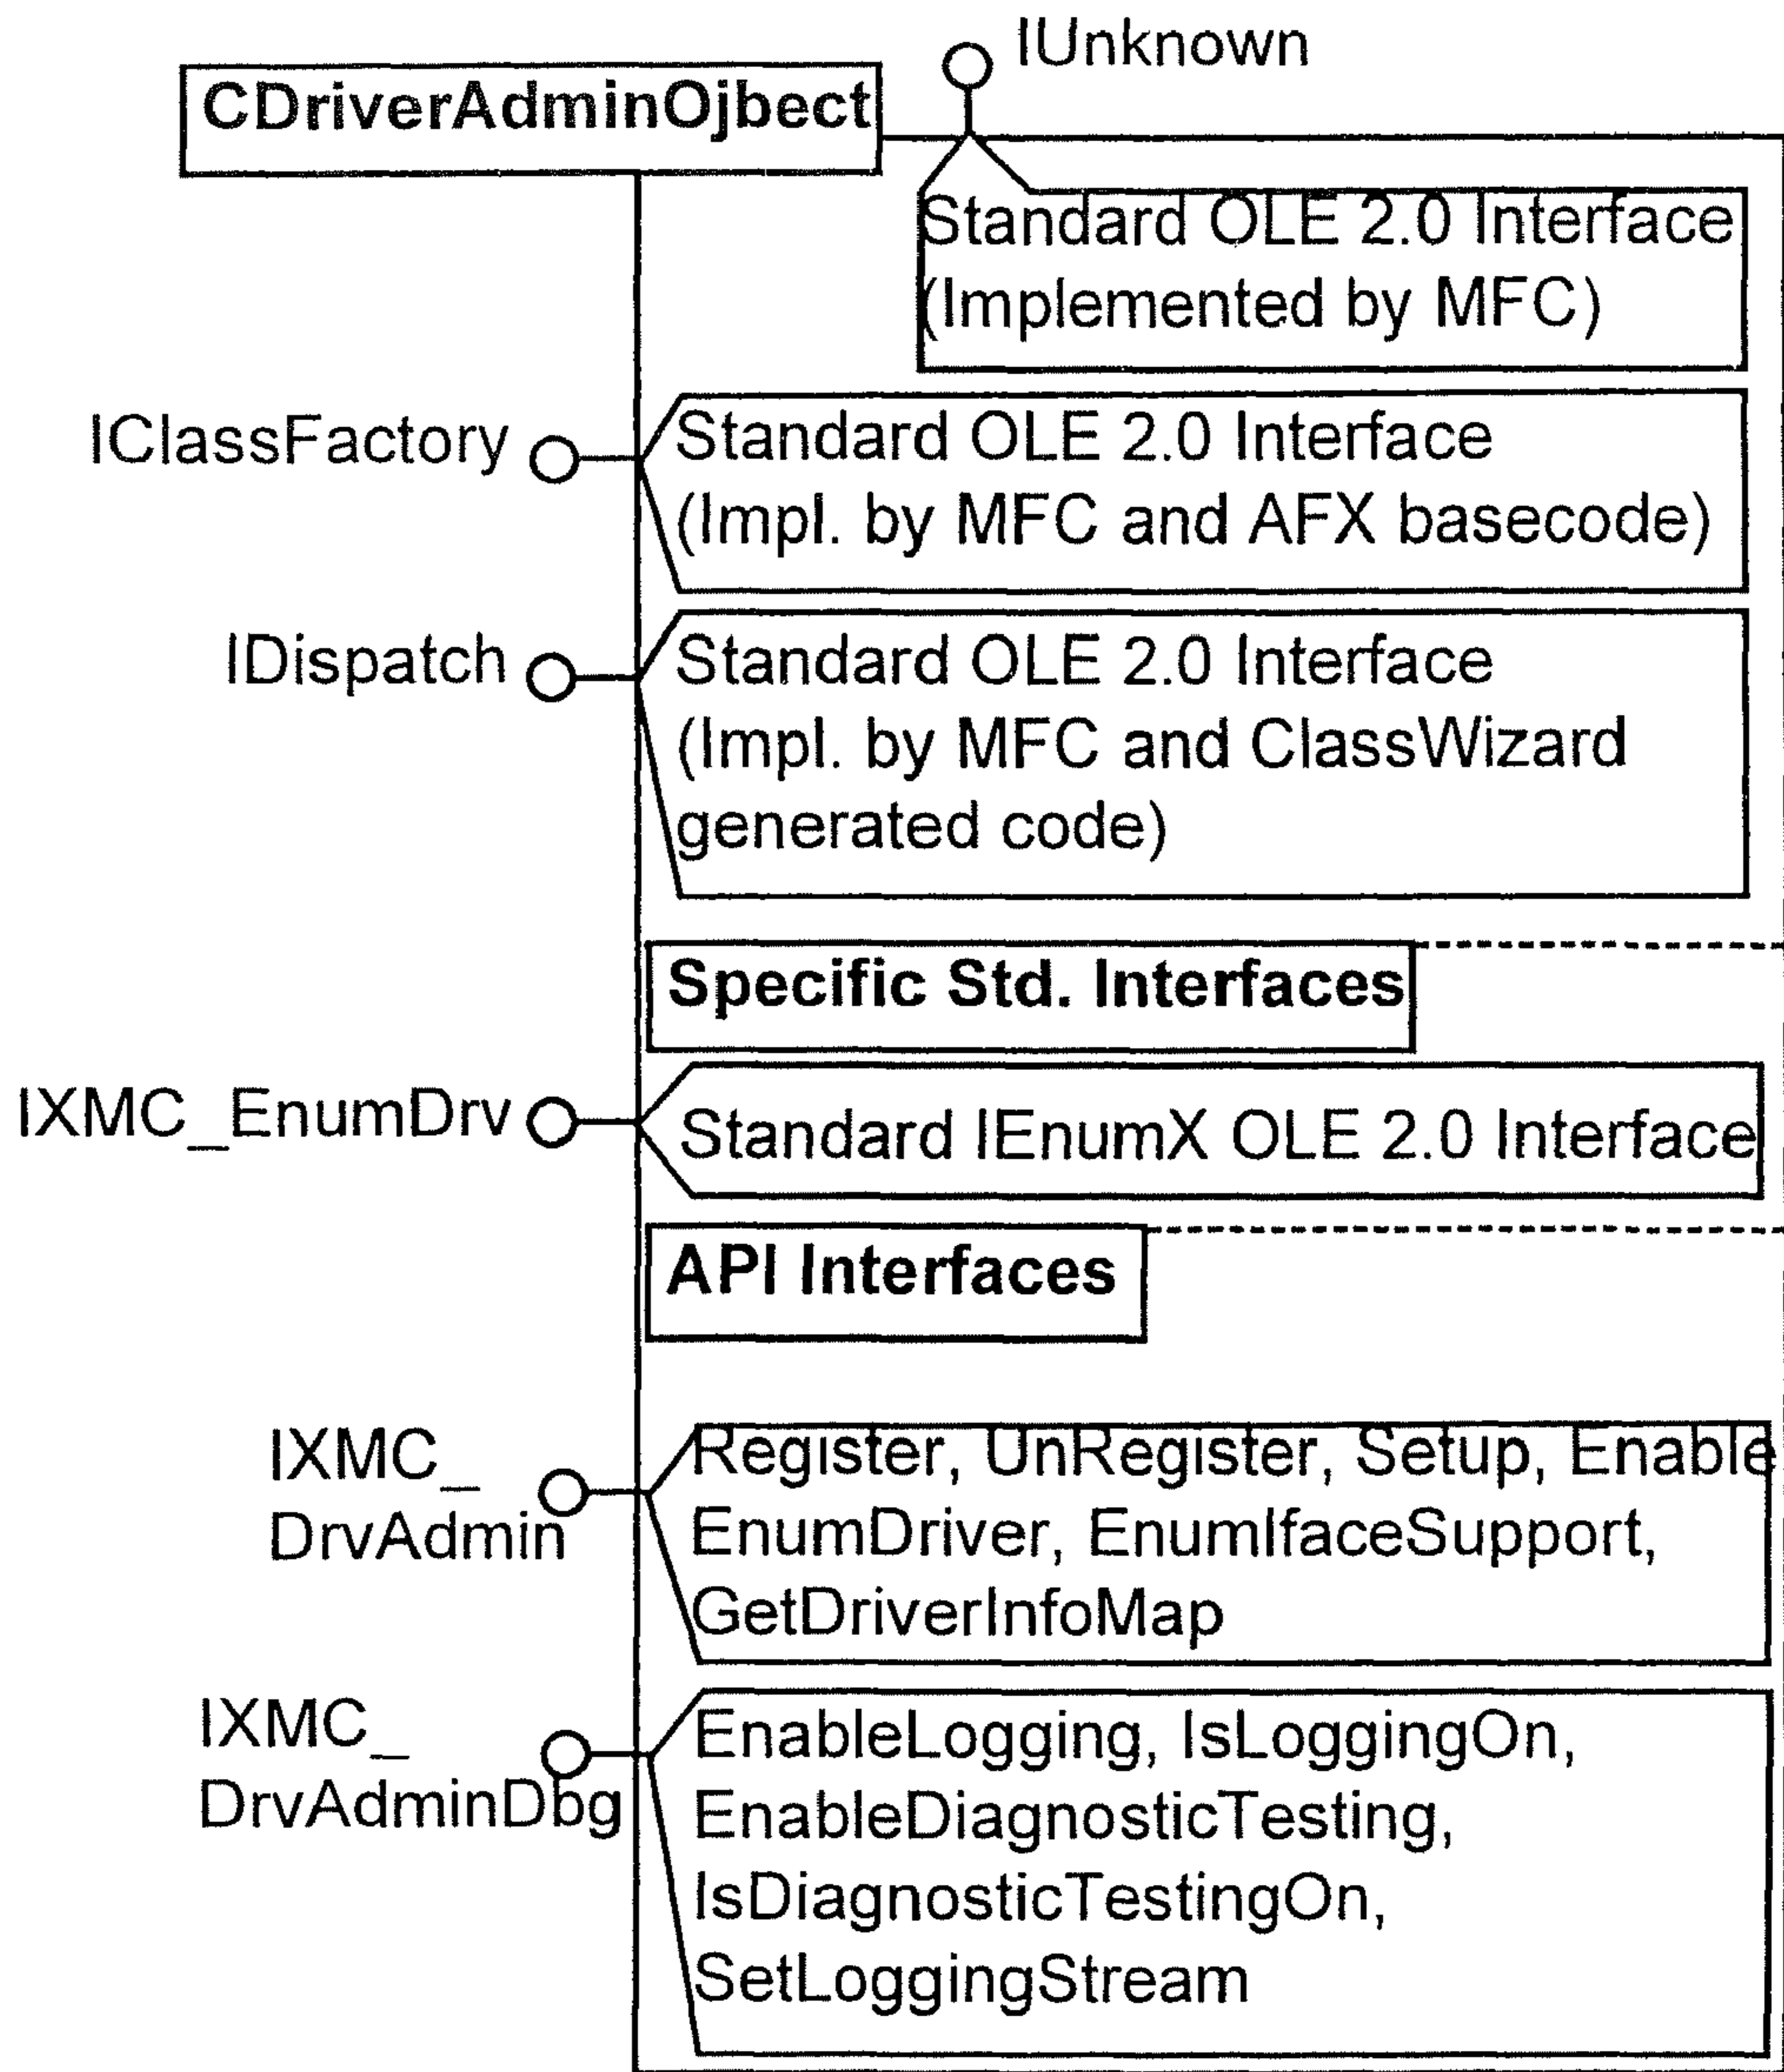 IUnknown
CDriverAdminOjbect
Standard OLE 2.0 Interface
(Implemented by MFC)
IClassFactory
Standard OLE 2.0 Interface
(Impl. by MFC and AFX basecode)
IDispatch
Standard OLE 2.0 Interface
(Impl. by MFC and ClassWizard
generated code)
Specific Std. Interfaces
IXMC_EnumDrv
Standard IEnumX OLE 2.0 Interface
API Interfaces
IXMC_
DrvAdmin
Register, UnRegister, Setup, Enable
EnumDriver, EnumIfaceSupport,
GetDriverInfoMap
IXMC_
DrvAdminDbg
EnableLogging, IsLoggingOn,
EnableDiagnosticTesting,
IsDiagnosticTestingOn,
SetLoggingStream